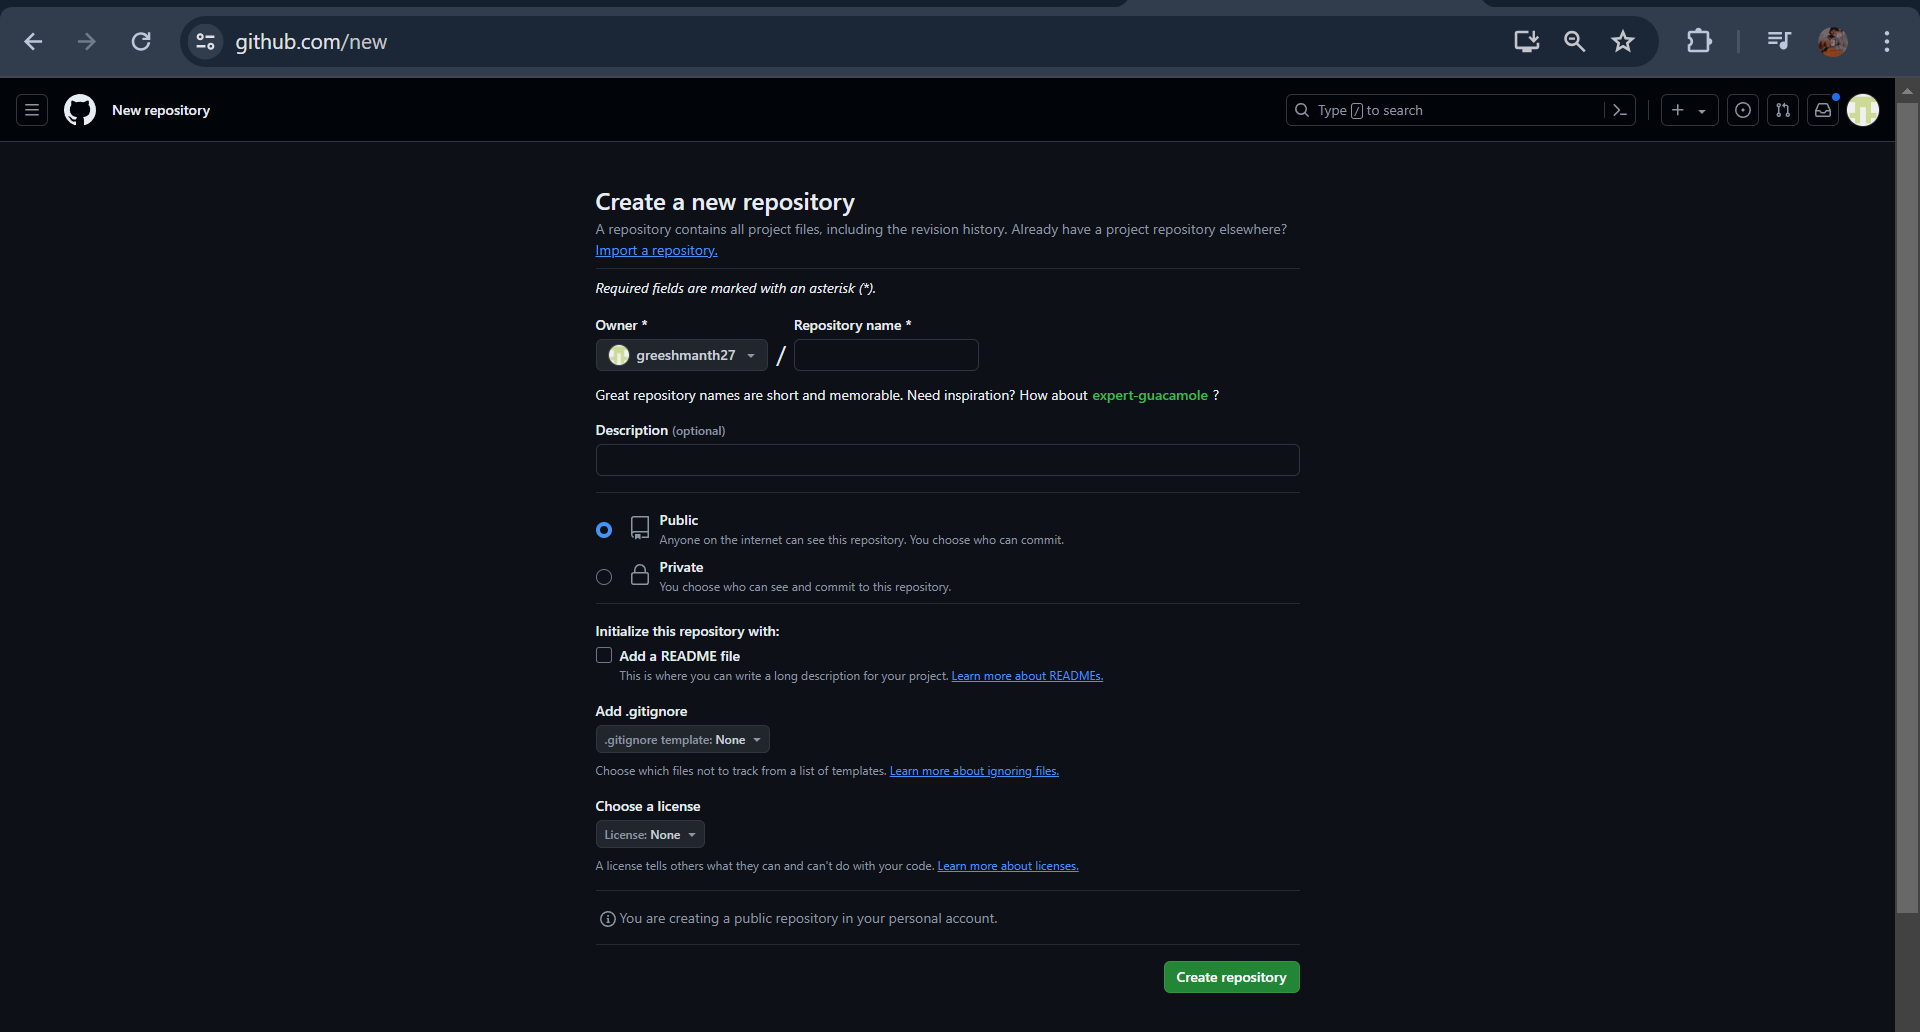 github.com/new
New repository
Type / to search
Create a new repository
A repository contains all project files, including the revision history. Already have a project repository elsewhere?
Import a repository.
Required fields are marked with an asterisk (*).
Owner * Repository name *
greeshmanth27 /
Great repository names are short and memorable. Need inspiration? How about expert-guacamole ?
Description (optional)
Public
Anyone on the internet can see this repository. You choose who can commit.
Private
You choose who can see and commit to this repository.
Initialize this repository with:
Add a README file
This is where you can write a long description for your project. Learn more about READMEs.
Add .gitignore
.gitignore template: None
Choose which files not to track from a list of templates. Learn more about ignoring files.
Choose a license
License: None
A license tells others what they can and can't do with your code. Learn more about licenses.
You are creating a public repository in your personal account.
Create repository